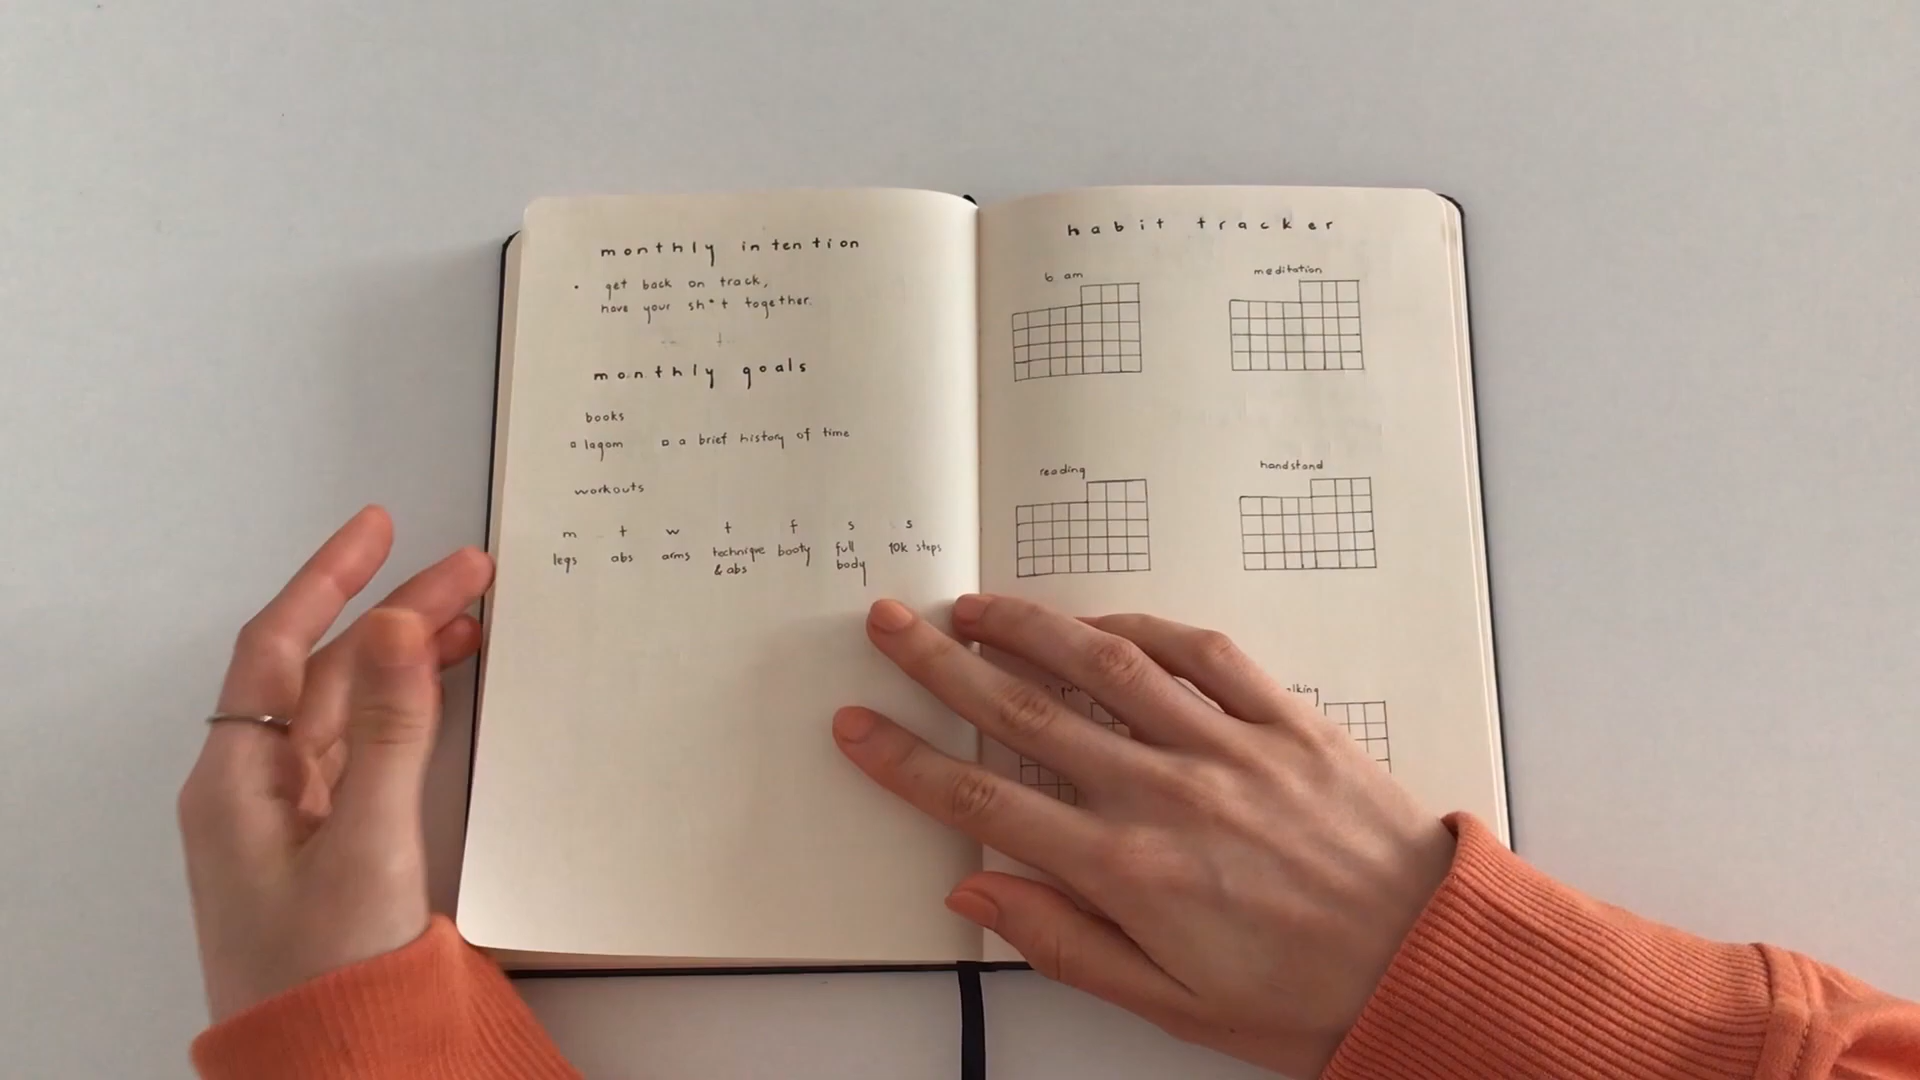 monthly intention
• get back on track,
have your sh*t together.
monthly goals
books
lagom a brief history of time
workouts
m t w t f s s
legs abs arms technique & abs booty full body 10k steps
habit tracker
6 am meditation
reading handstand